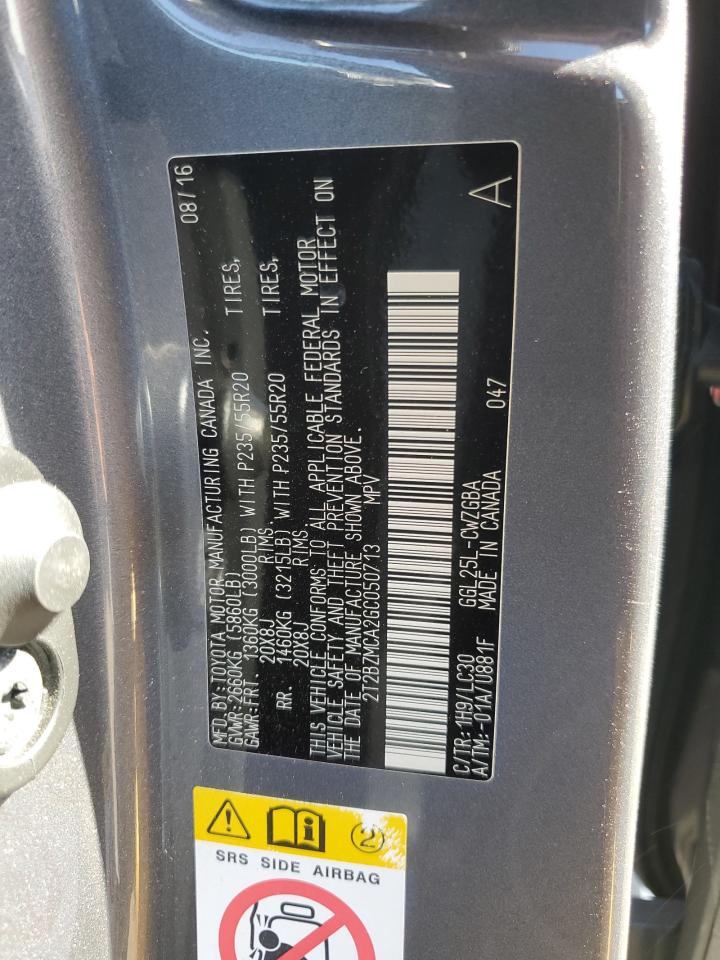 MFD. BY: TOYOTA MOTOR MANUFACTURING CANADA INC. 08/16
GVWR: 2660KG (5860LB)
GAWR: FRT 1360KG (3000LB) WITH P235/55R20 TIRES,
20X8J RIMS.
RR. 1460KG (3215LB) WITH P235/55R20 TIRES,
20X8J RIMS.
THIS VEHICLE CONFORMS TO ALL APPLICABLE FEDERAL MOTOR
VEHICLE SAFETY AND THEFT PREVENTION STANDARDS IN EFFECT ON
THE DATE OF MANUFACTURE SHOWN ABOVE.
2T2BZMCA2GC050713 MPV
C/TR: 1H9/LC30 GGL25L-CWZGBA 047 A
A/TM: -01A/U881F MADE IN CANADA
2
SRS SIDE AIRBAG